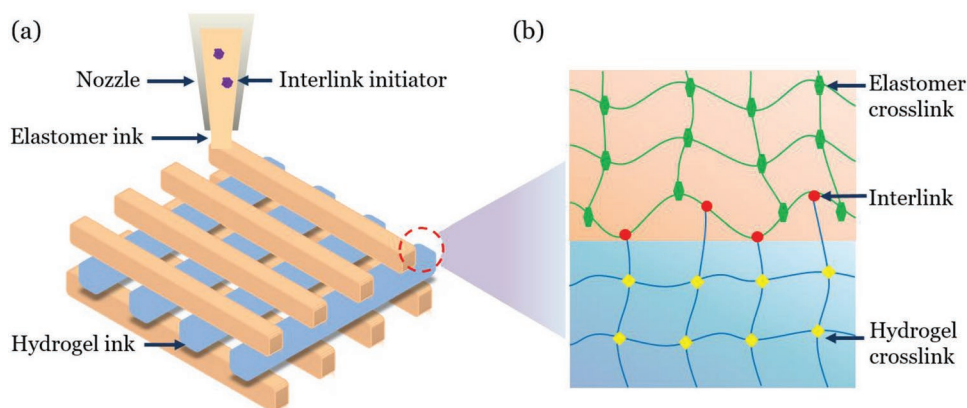 (a)
Nozzle
Interlink initiator
Elastomer ink
Hydrogel ink
(b)
Elastomer
crosslink
Interlink
Hydrogel
crosslink